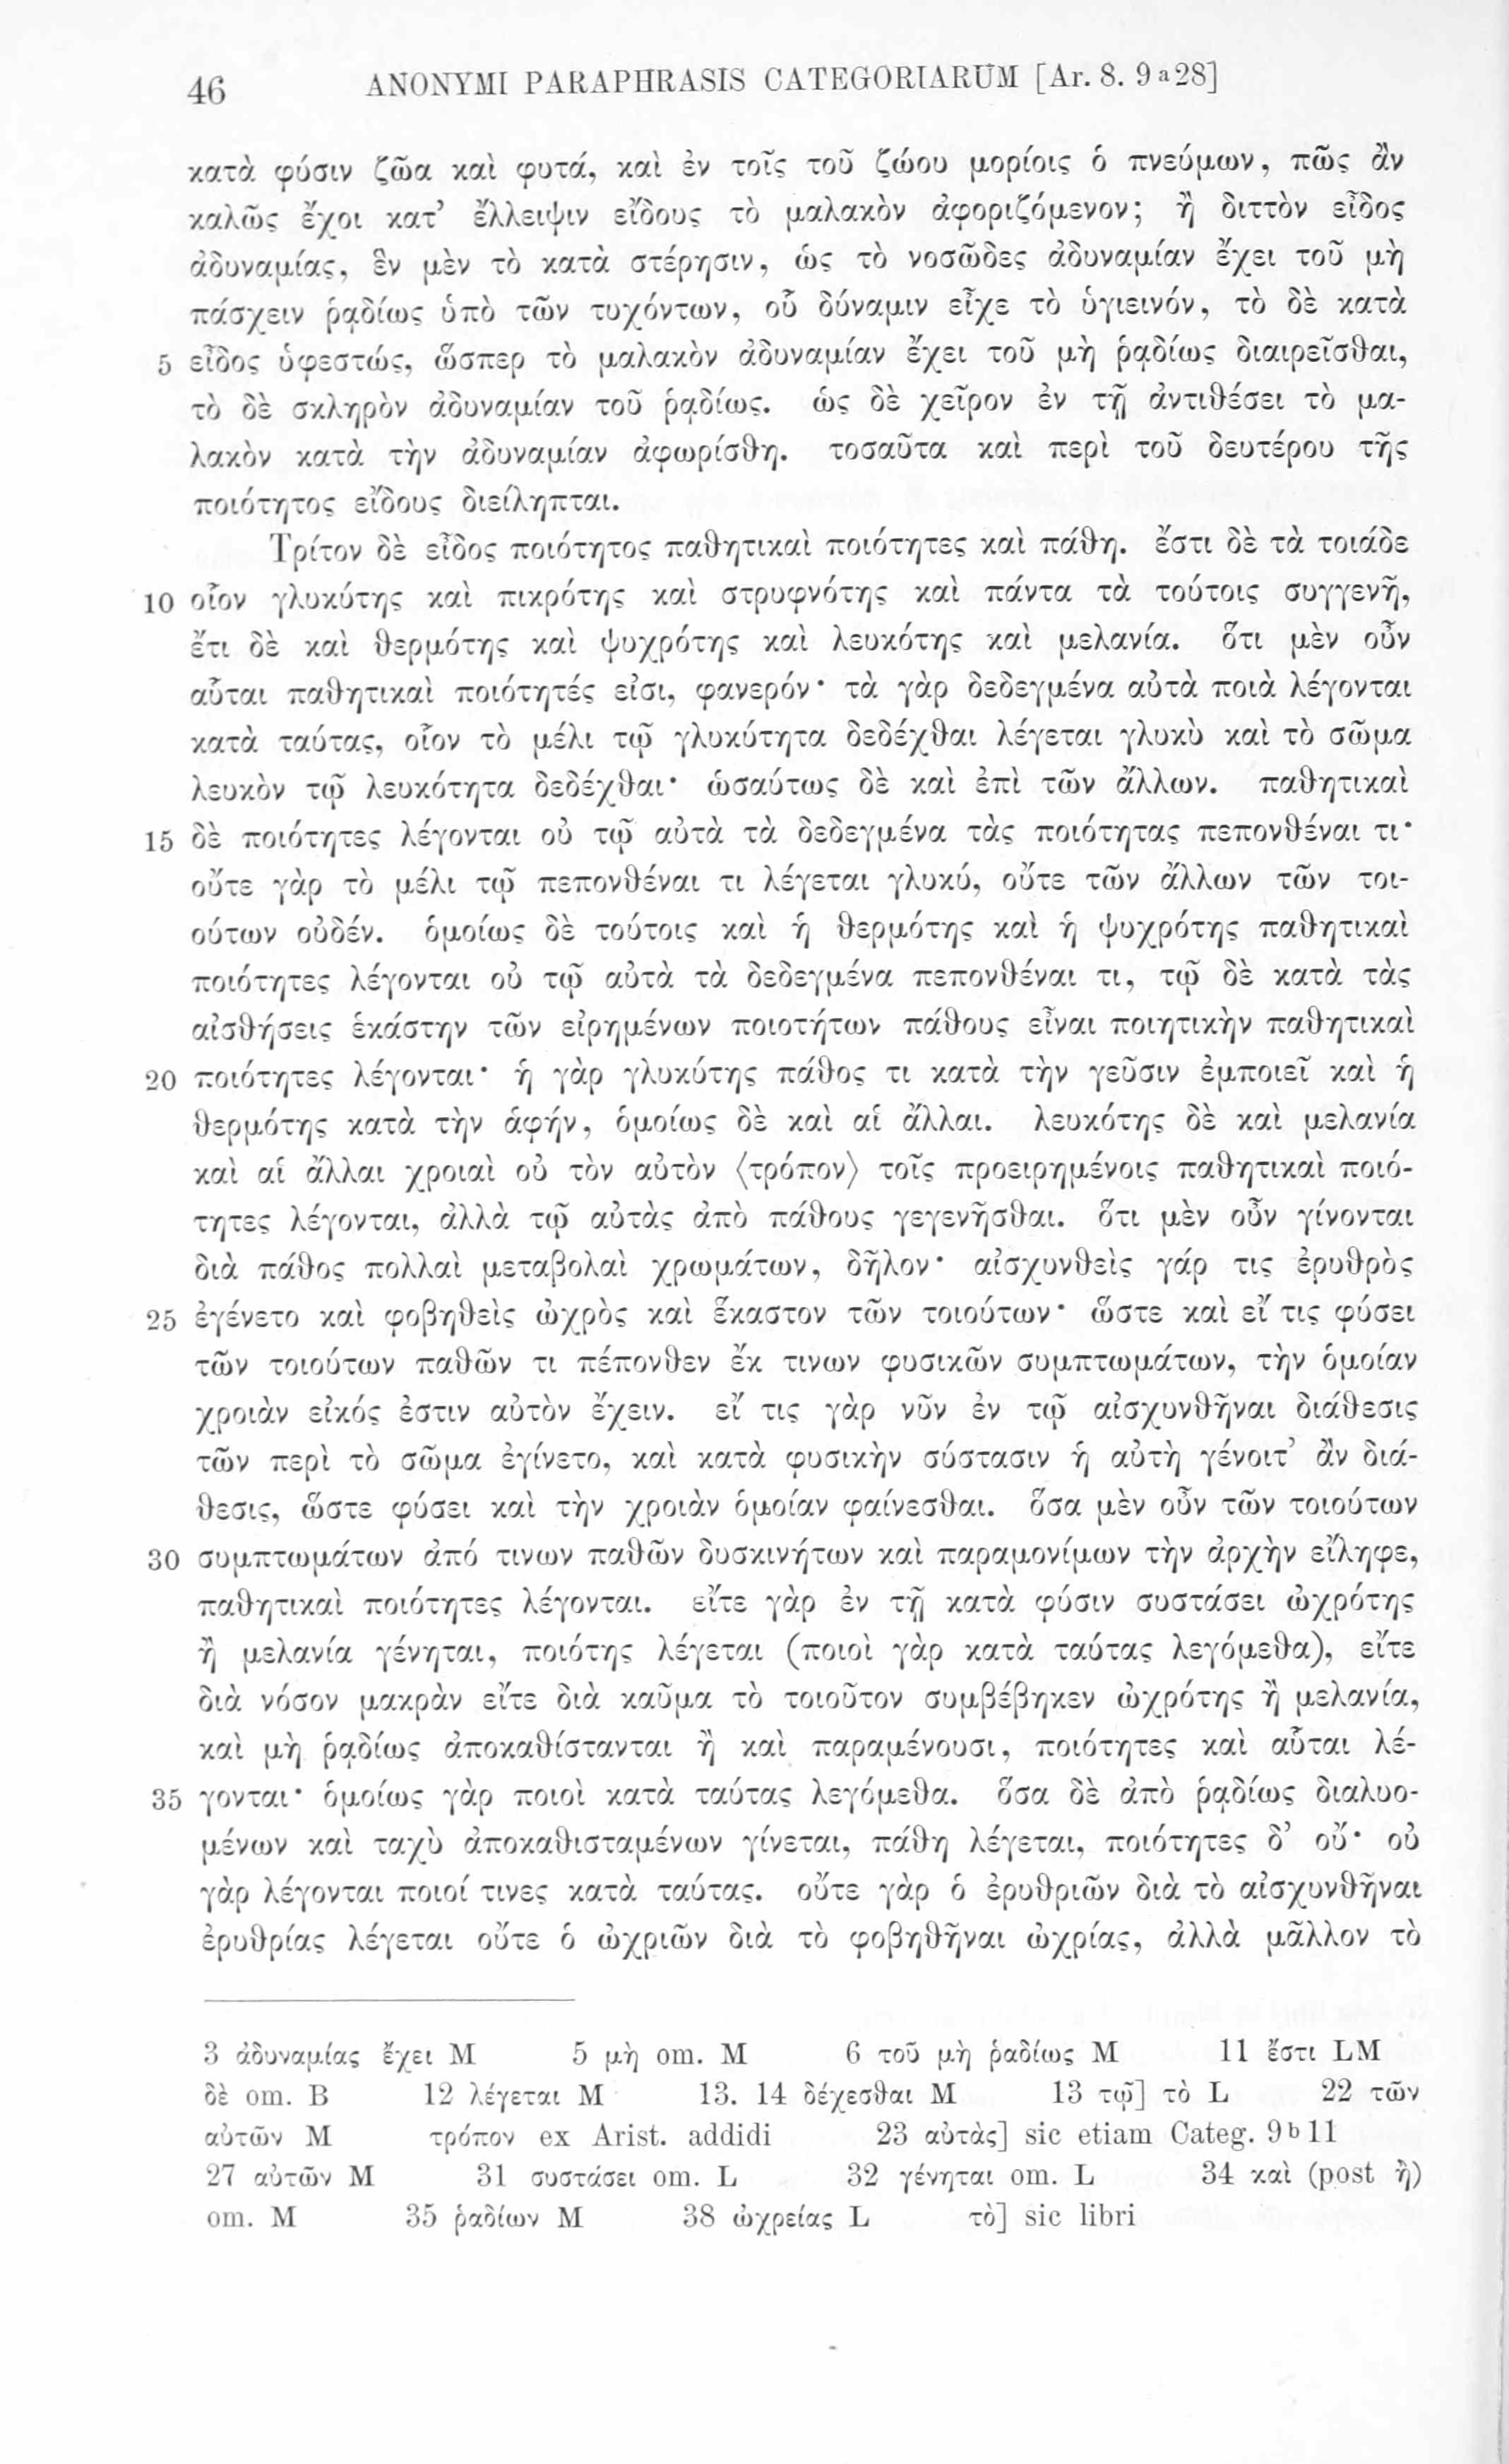 46 ANONYMI PARAPHRASIS CATEGORIARUM [Ar. 8. 9 a 28]
κατὰ φύσιν ζῶα καὶ φυτά, καὶ ἐν τοῖς τοῦ ζώου μορίοις ὁ πνεύμων, πῶς ἂν
καλῶς ἔχοι κατ’ ἔλλειψιν εἴδους τὸ μαλακὸν ἀφοριζόμενον; ἢ διττὸν εἶδος
ἀδυναμίας, ἓν μὲν τὸ κατὰ στέρησιν, ὡς τὸ νοσῶδες ἀδυναμίαν ἔχει τοῦ μὴ
πάσχειν ῥᾳδίως ὑπὸ τῶν τυχόντων, οὗ δύναμιν εἶχε τὸ ὑγιεινόν, τὸ δὲ κατὰ
5 εἶδος ὑφεστώς, ὥσπερ τὸ μαλακὸν ἀδυναμίαν ἔχει τοῦ μὴ ῥᾳδίως διαιρεῖσθαι,
τὸ δὲ σκληρὸν ἀδυναμίαν τοῦ ῥᾳδίως. ὡς δὲ χεῖρον ἐν τῇ ἀντιθέσει τὸ μα-
λακὸν κατὰ τὴν ἀδυναμίαν ἀφωρίσθη. τοσαῦτα καὶ περὶ τοῦ δευτέρου τῆς
ποιότητος εἴδους διείληπται.
Τρίτον δὲ εἶδος ποιότητος παθητικαὶ ποιότητες καὶ πάθη. ἔστι δὲ τὰ τοιάδε
10 οἷον γλυκύτης καὶ πικρότης καὶ στρυφνότης καὶ πάντα τὰ τούτοις συγγενῆ,
ἔτι δὲ καὶ θερμότης καὶ ψυχρότης καὶ λευκότης καὶ μελανία. ὅτι μὲν οὖν
αὗται παθητικαὶ ποιότητές εἰσι, φανερόν· τὰ γὰρ δεδεγμένα αὐτὰ ποιὰ λέγονται
κατὰ ταύτας, οἷον τὸ μέλι τῷ γλυκύτητα δεδέχθαι λέγεται γλυκὺ καὶ τὸ σῶμα
λευκὸν τῷ λευκότητα δεδέχθαι· ὡσαύτως δὲ καὶ ἐπὶ τῶν ἄλλων. παθητικαὶ
15 δὲ ποιότητες λέγονται οὐ τῷ αὐτὰ τὰ δεδεγμένα τὰς ποιότητας πεπονθέναι τι·
οὔτε γὰρ τὸ μέλι τῷ πεπονθέναι τι λέγεται γλυκύ, οὔτε τῶν ἄλλων τῶν τοι-
ούτων οὐδέν. ὁμοίως δὲ τούτοις καὶ ἡ θερμότης καὶ ἡ ψυχρότης παθητικαὶ
ποιότητες λέγονται οὐ τῷ αὐτὰ τὰ δεδεγμένα πεπονθέναι τι, τῷ δὲ κατὰ τὰς
αἰσθήσεις ἑκάστην τῶν εἰρημένων ποιοτήτων πάθους εἶναι ποιητικὴν παθητικαὶ
20 ποιότητες λέγονται· ἡ γὰρ γλυκύτης πάθος τι κατὰ τὴν γεῦσιν ἐμποιεῖ καὶ ἡ
θερμότης κατὰ τὴν ἁφήν, ὁμοίως δὲ καὶ αἱ ἄλλαι. λευκότης δὲ καὶ μελανία
καὶ αἱ ἄλλαι χροιαὶ οὐ τὸν αὐτὸν ⟨τρόπον⟩ τοῖς προειρημένοις παθητικαὶ ποιό-
τητες λέγονται, ἀλλὰ τῷ αὐτὰς ἀπὸ πάθους γεγενῆσθαι. ὅτι μὲν οὖν γίνονται
διὰ πάθος πολλαὶ μεταβολαὶ χρωμάτων, δῆλον· αἰσχυνθεὶς γάρ τις ἐρυθρὸς
25 ἐγένετο καὶ φοβηθεὶς ὠχρὸς καὶ ἕκαστον τῶν τοιούτων· ὥστε καὶ εἴ τις φύσει
τῶν τοιούτων παθῶν τι πέπονθεν ἔκ τινων φυσικῶν συμπτωμάτων, τὴν ὁμοίαν
χροιὰν εἰκός ἐστιν αὐτὸν ἔχειν. εἴ τις γὰρ νῦν ἐν τῷ αἰσχυνθῆναι διάθεσις
τῶν περὶ τὸ σῶμα ἐγίνετο, καὶ κατὰ φυσικὴν σύστασιν ἡ αὐτὴ γένοιτ’ ἂν διά-
θεσις, ὥστε φύσει καὶ τὴν χροιὰν ὁμοίαν φαίνεσθαι. ὅσα μὲν οὖν τῶν τοιούτων
30 συμπτωμάτων ἀπό τινων παθῶν δυσκινήτων καὶ παραμονίμων τὴν ἀρχὴν εἴληφε,
παθητικαὶ ποιότητες λέγονται. εἴτε γὰρ ἐν τῇ κατὰ φύσιν συστάσει ὠχρότης
ἢ μελανία γένηται, ποιότης λέγεται (ποιοὶ γὰρ κατὰ ταύτας λεγόμεθα), εἴτε
διὰ νόσον μακρὰν εἴτε διὰ καῦμα τὸ τοιοῦτον συμβέβηκεν ὠχρότης ἢ μελανία,
καὶ μὴ ῥᾳδίως ἀποκαθίστανται ἢ καὶ παραμένουσι, ποιότητες καὶ αὗται λέ-
35 γονται· ὁμοίως γὰρ ποιοὶ κατὰ ταύτας λεγόμεθα. ὅσα δὲ ἀπὸ ῥᾳδίως διαλυο-
μένων καὶ ταχὺ ἀποκαθισταμένων γίνεται, πάθη λέγεται, ποιότητες δ’ οὔ· οὐ
γὰρ λέγονται ποιοί τινες κατὰ ταύτας. οὔτε γὰρ ὁ ἐρυθριῶν διὰ τὸ αἰσχυνθῆναι
ἐρυθρίας λέγεται οὔτε ὁ ὠχριῶν διὰ τὸ φοβηθῆναι ὠχρίας, ἀλλὰ μᾶλλον τὸ
3 ἀδυναμίας ἔχει M 5 μὴ om. M 6 τοῦ μὴ ῥᾳδίως M 11 ἔστι LM
δὲ om. B 12 λέγεται M 13. 14 δέχεσθαι M 13 τῷ] τὸ L 22 τῶν
αὐτῶν M τρόπον ex Arist. addidi 23 αὐτὰς] sic etiam Categ. 9 b 11
27 αὐτῶν M 31 συστάσει om. L 32 γένηται om. L 34 καὶ (post ἢ)
om. M 35 ῥᾳδίων M 38 ὠχρείας L τὸ] sic libri